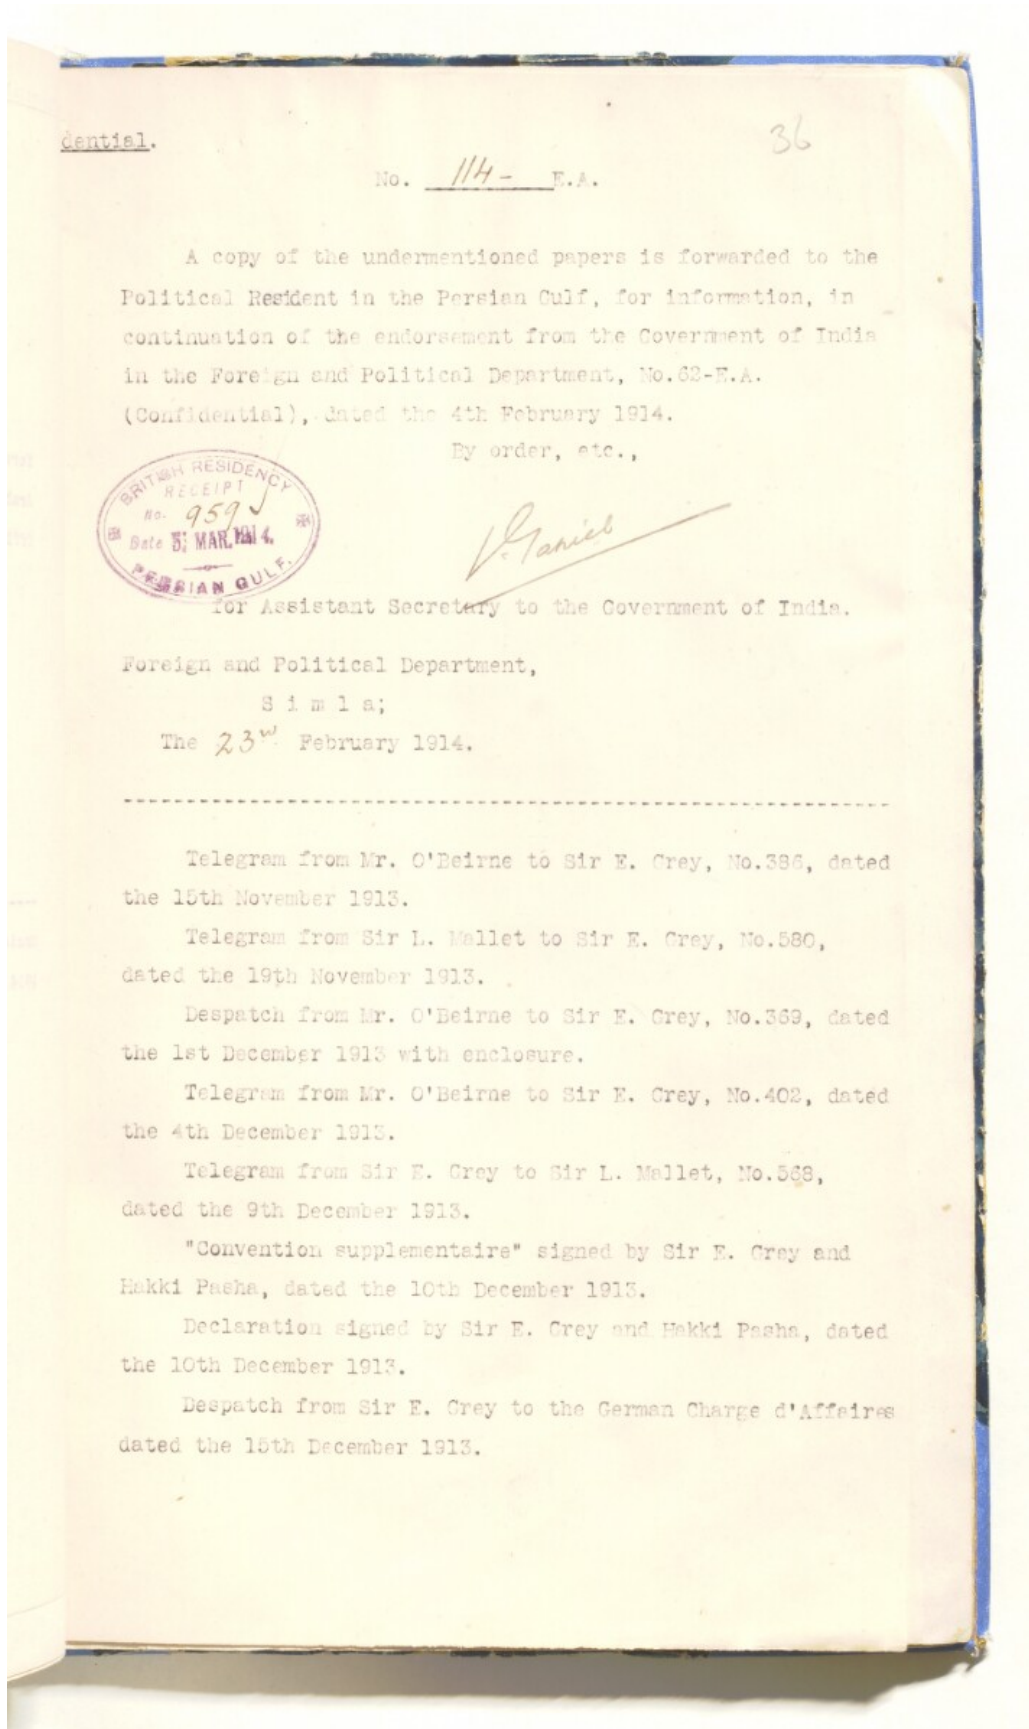 dential.
36
No. 114- E.A.
A copy of the undermentioned papers is forwarded to the
Political Resident in the Persian Gulf, for information, in
continuation of the endorsement from the Government of India
in the Foreign and Political Department, No.62-E.A.
(Confidential), dated the 4th February 1914.
By order, etc.,
BRITISH RESIDENCY
RECEIPT
No. 959
Date 5 MAR. 1914.
PERSIAN GULF.
for Assistant Secretary to the Government of India.
Foreign and Political Department,
S i m l a;
The 23 February 1914.
Telegram from Mr. O'Beirne to Sir E. Grey, No.386, dated
the 15th November 1913.
Telegram from Sir L. Mallet to Sir E. Grey, No.580,
dated the 19th November 1913.
Despatch from Mr. O'Beirne to Sir E. Grey, No.369, dated
the 1st December 1913 with enclosure.
Telegram from Mr. O'Beirne to Sir E. Grey, No.402, dated
the 4th December 1913.
Telegram from Sir E. Grey to Sir L. Mallet, No.568,
dated the 9th December 1913.
"Convention supplementaire" signed by Sir E. Grey and
Hakki Pasha, dated the 10th December 1913.
Declaration signed by Sir E. Grey and Hakki Pasha, dated
the 10th December 1913.
Despatch from Sir E. Grey to the German Charge d'Affaires
dated the 15th December 1913.